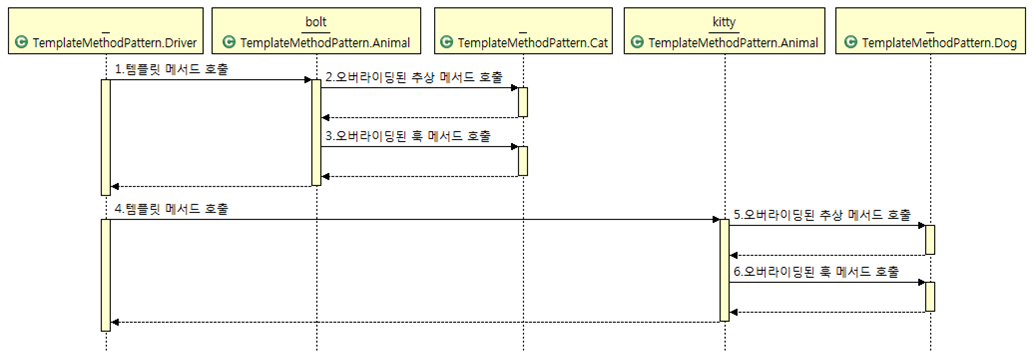 _
TemplateMethodPattern.Driver
bolt
TemplateMethodPattern.Animal
_
TemplateMethodPattern.Cat
kitty
TemplateMethodPattern.Animal
_
TemplateMethodPattern.Dog
1.템플릿 메서드 호출
2.오버라이딩된 추상 메서드 호출
3.오버라이딩된 훅 메서드 호출
4.템플릿 메서드 호출
5.오버라이딩된 추상 메서드 호출
6.오버라이딩된 훅 메서드 호출